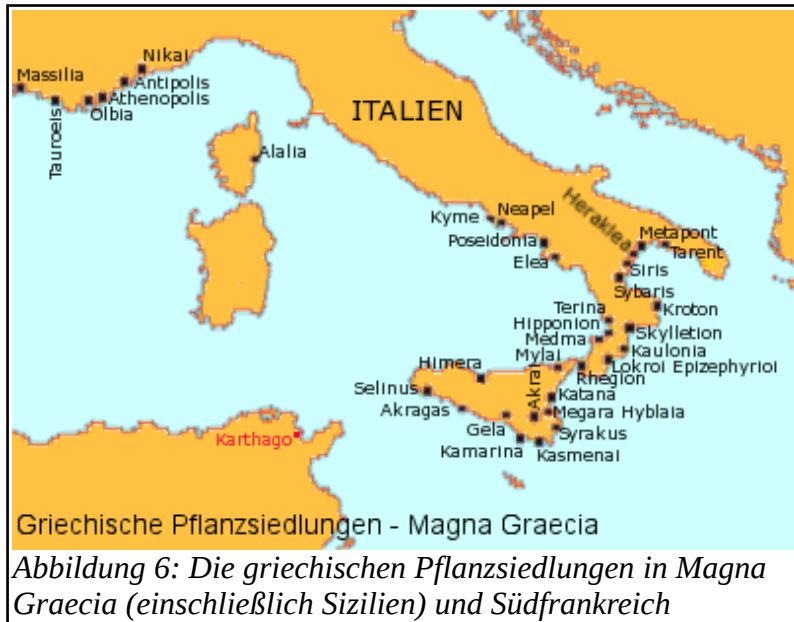 Nikai
Massilia
Antipolis
Athenopolis
Olbia
Tauroeis
ITALIEN
Alalia
Heraklea
Kyme
Neapel
Metapont
Poseidonia
Tarent
Elea
Siris
Sybaris
Terina
Kroton
Hipponion
Skylletion
Medma
Kaulonia
Mylai
Lokroi Epizephyrioi
Himera
Rhegion
Selinus
Akrai
Katana
Akragas
Megara Hyblaia
Gela
Syrakus
Karthago
Kamarina
Kasmenai
Griechische Pflanzsiedlungen - Magna Graecia
Abbildung 6: Die griechischen Pflanzsiedlungen in Magna
Graecia (einschließlich Sizilien) und Südfrankreich